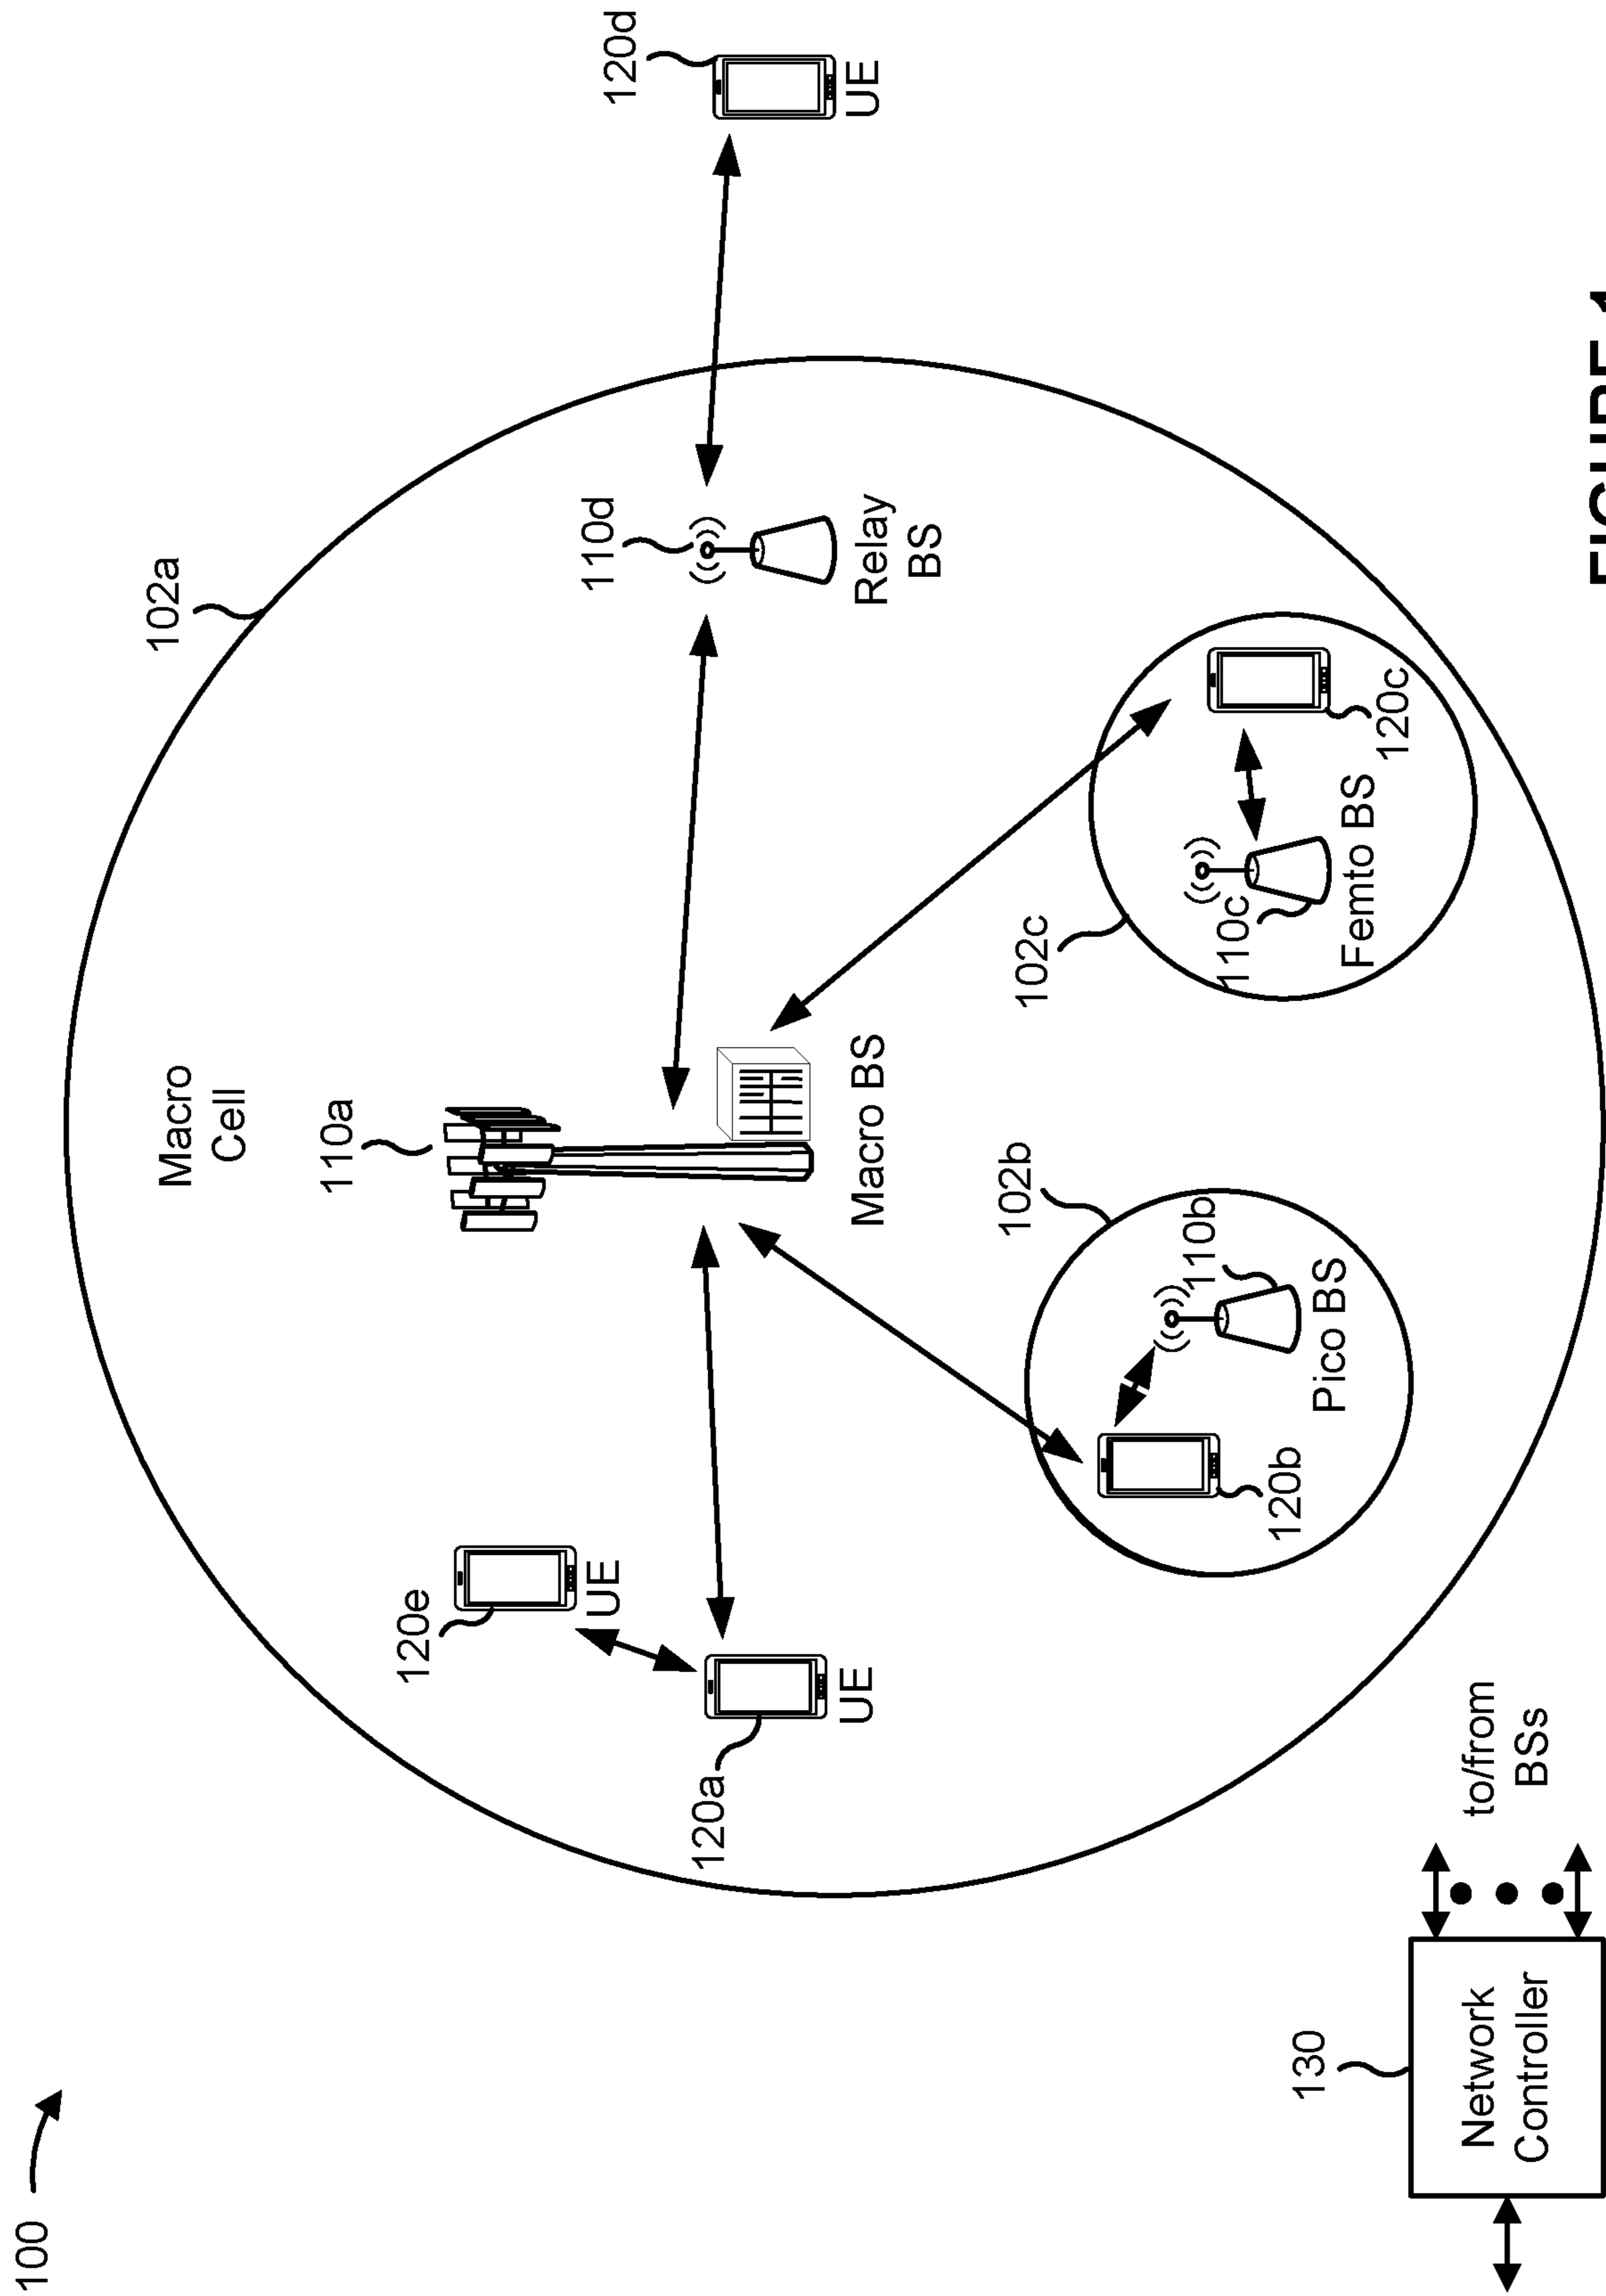 100
Macro
Cell
102a
110a
120d
UE
120e
UE
110d
Relay
BS
120a
UE
Macro BS
102b
102c
110b
Pico BS
120b
110c
Femto BS
120c
130
Network
Controller
to/from
BSs